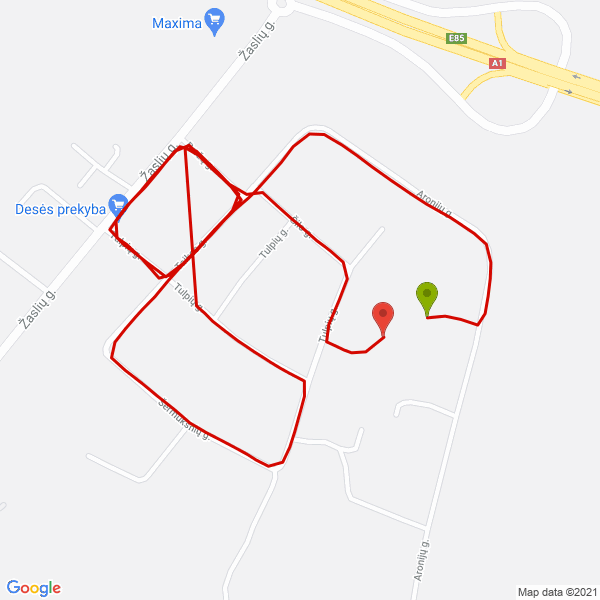 Maxima
E85
A1
Žaslių g.
Žaslių g.
Aronijų g.
Desės prekyba
Tulpių g.
Šilo g.
Tulpių g.
Tulpių g.
Žaslių g.
Tulpių g.
Šermukšnių g.
Aronijų g.
Google
Map data ©2021